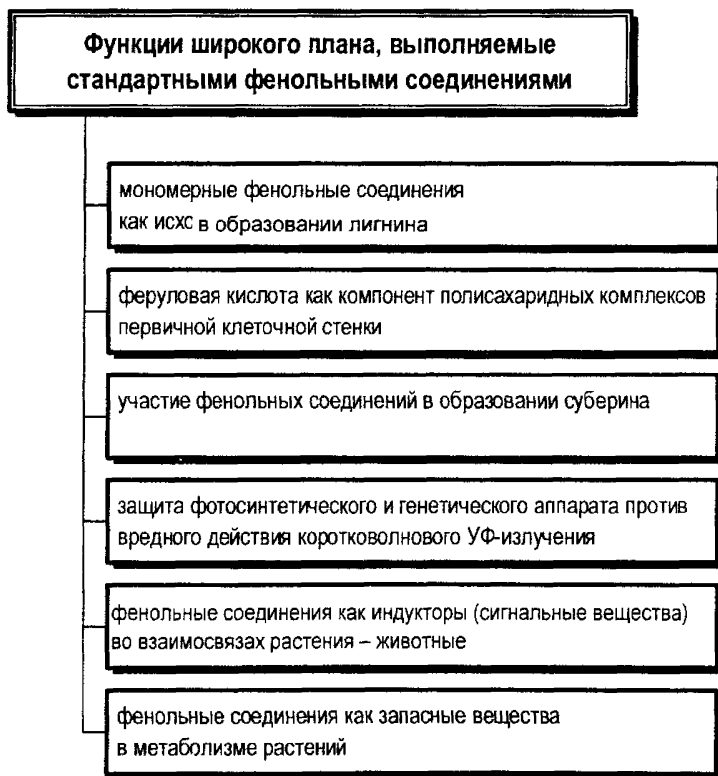 Функции широкого плана, выполняемые
стандартными фенольными соединениями
мономерные фенольные соединения
как исхс в образовании лигнина
феруловая кислота как компонент полисахаридных комплексов
первичной клеточной стенки
участие фенольных соединений в образовании суберина
защита фотосинтетического и генетического аппарата против
вредного действия коротковолнового УФ-излучения
фенольные соединения как индукторы (сигнальные вещества)
во взаимосвязах растения – животные
фенольные соединения как запасные вещества
в метаболизме растений